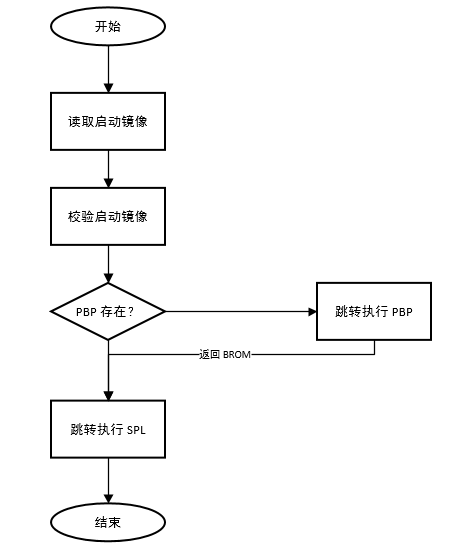 开始
读取启动镜像
校验启动镜像
PBP 存在？
跳转执行 PBP
返回 BROM
跳转执行 SPL
结束